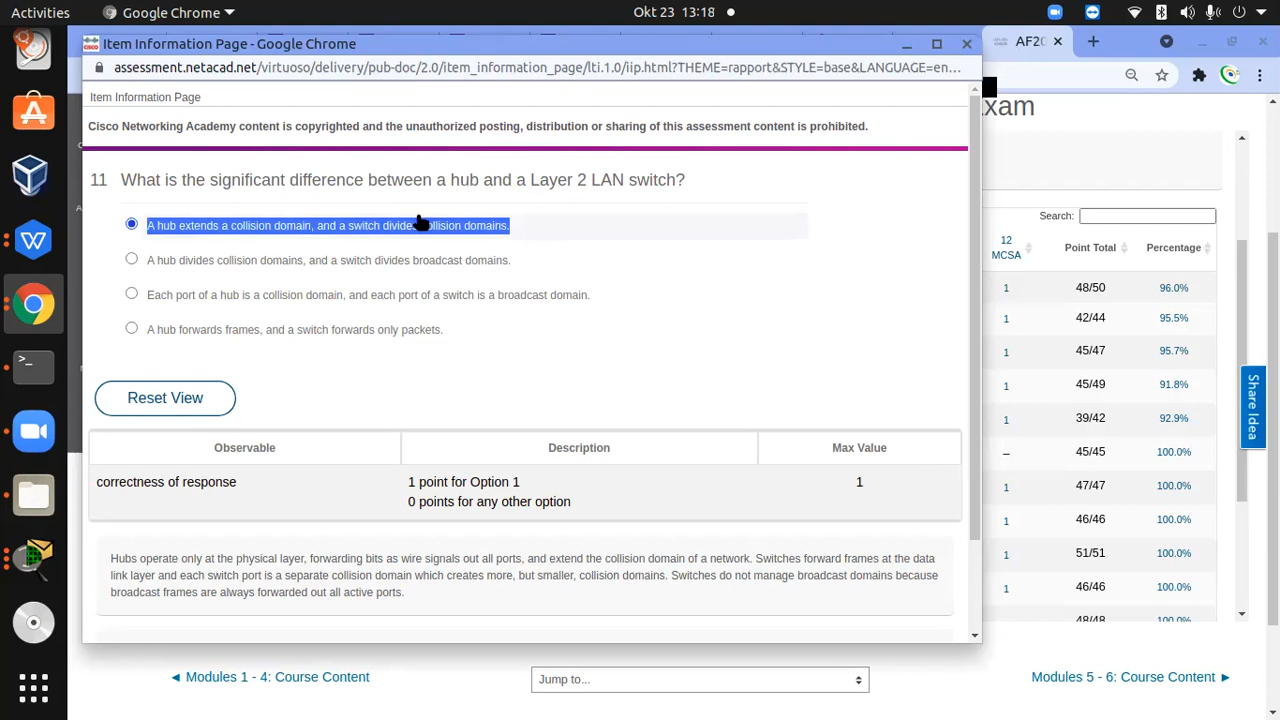 Activities
Google Chrome
Okt 23 13:18
Item Information Page - Google Chrome
AF20
assessment.netacad.net/virtuoso/delivery/pub-doc/2.0/item_information_page/lti.1.0/iip.html?THEME=rapport&STYLE=base&LANGUAGE=en...
Item Information Page
Cisco Networking Academy content is copyrighted and the unauthorized posting, distribution or sharing of this assessment content is prohibited.
11 What is the significant difference between a hub and a Layer 2 LAN switch?
A hub extends a collision domain, and a switch divides collision domains.
A hub divides collision domains, and a switch divides broadcast domains.
Each port of a hub is a collision domain, and each port of a switch is a broadcast domain.
A hub forwards frames, and a switch forwards only packets.
Reset View
Observable Description Max Value
correctness of response 1 point for Option 1 1
0 points for any other option
Hubs operate only at the physical layer, forwarding bits as wire signals out all ports, and extend the collision domain of a network. Switches forward frames at the data
link layer and each switch port is a separate collision domain which creates more, but smaller, collision domains. Switches do not manage broadcast domains because
broadcast frames are always forwarded out all active ports.
Exam
Search:
12 MCSA Point Total Percentage
1 48/50 96.0%
1 42/44 95.5%
1 45/47 95.7%
1 45/49 91.8%
1 39/42 92.9%
– 45/45 100.0%
1 47/47 100.0%
1 46/46 100.0%
1 51/51 100.0%
1 46/46 100.0%
48/48 100.0%
Share Idea
◄ Modules 1 - 4: Course Content
Jump to...
Modules 5 - 6: Course Content ►